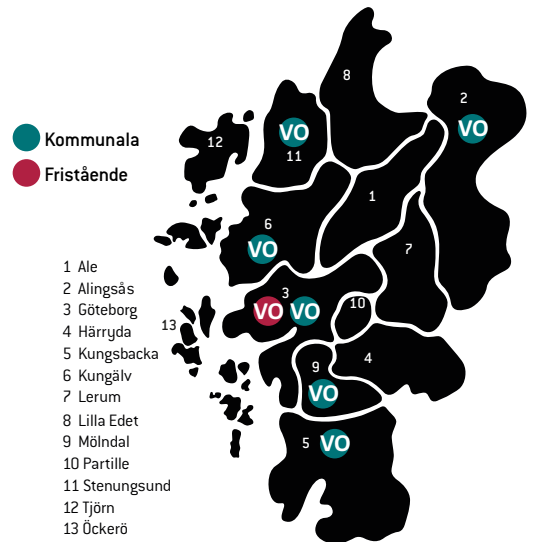 8
2
VO
VO
12
11
Kommunala
Fristående
1
6
VO
7
3
VO
VO
10
13
4
9
VO
5
VO
1 Ale
2 Alingsås
3 Göteborg
4 Härryda
5 Kungsbacka
6 Kungälv
7 Lerum
8 Lilla Edet
9 Mölndal
10 Partille
11 Stenungsund
12 Tjörn
13 Öckerö